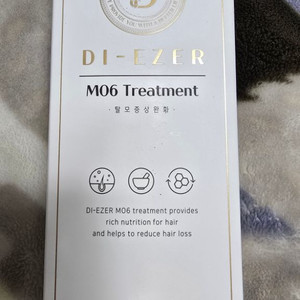 DI-EZER
M06 Treatment
· 탈모증상완화 ·
DI-EZER M06 treatment provides
rich nutrition for hair
and helps to reduce hair loss